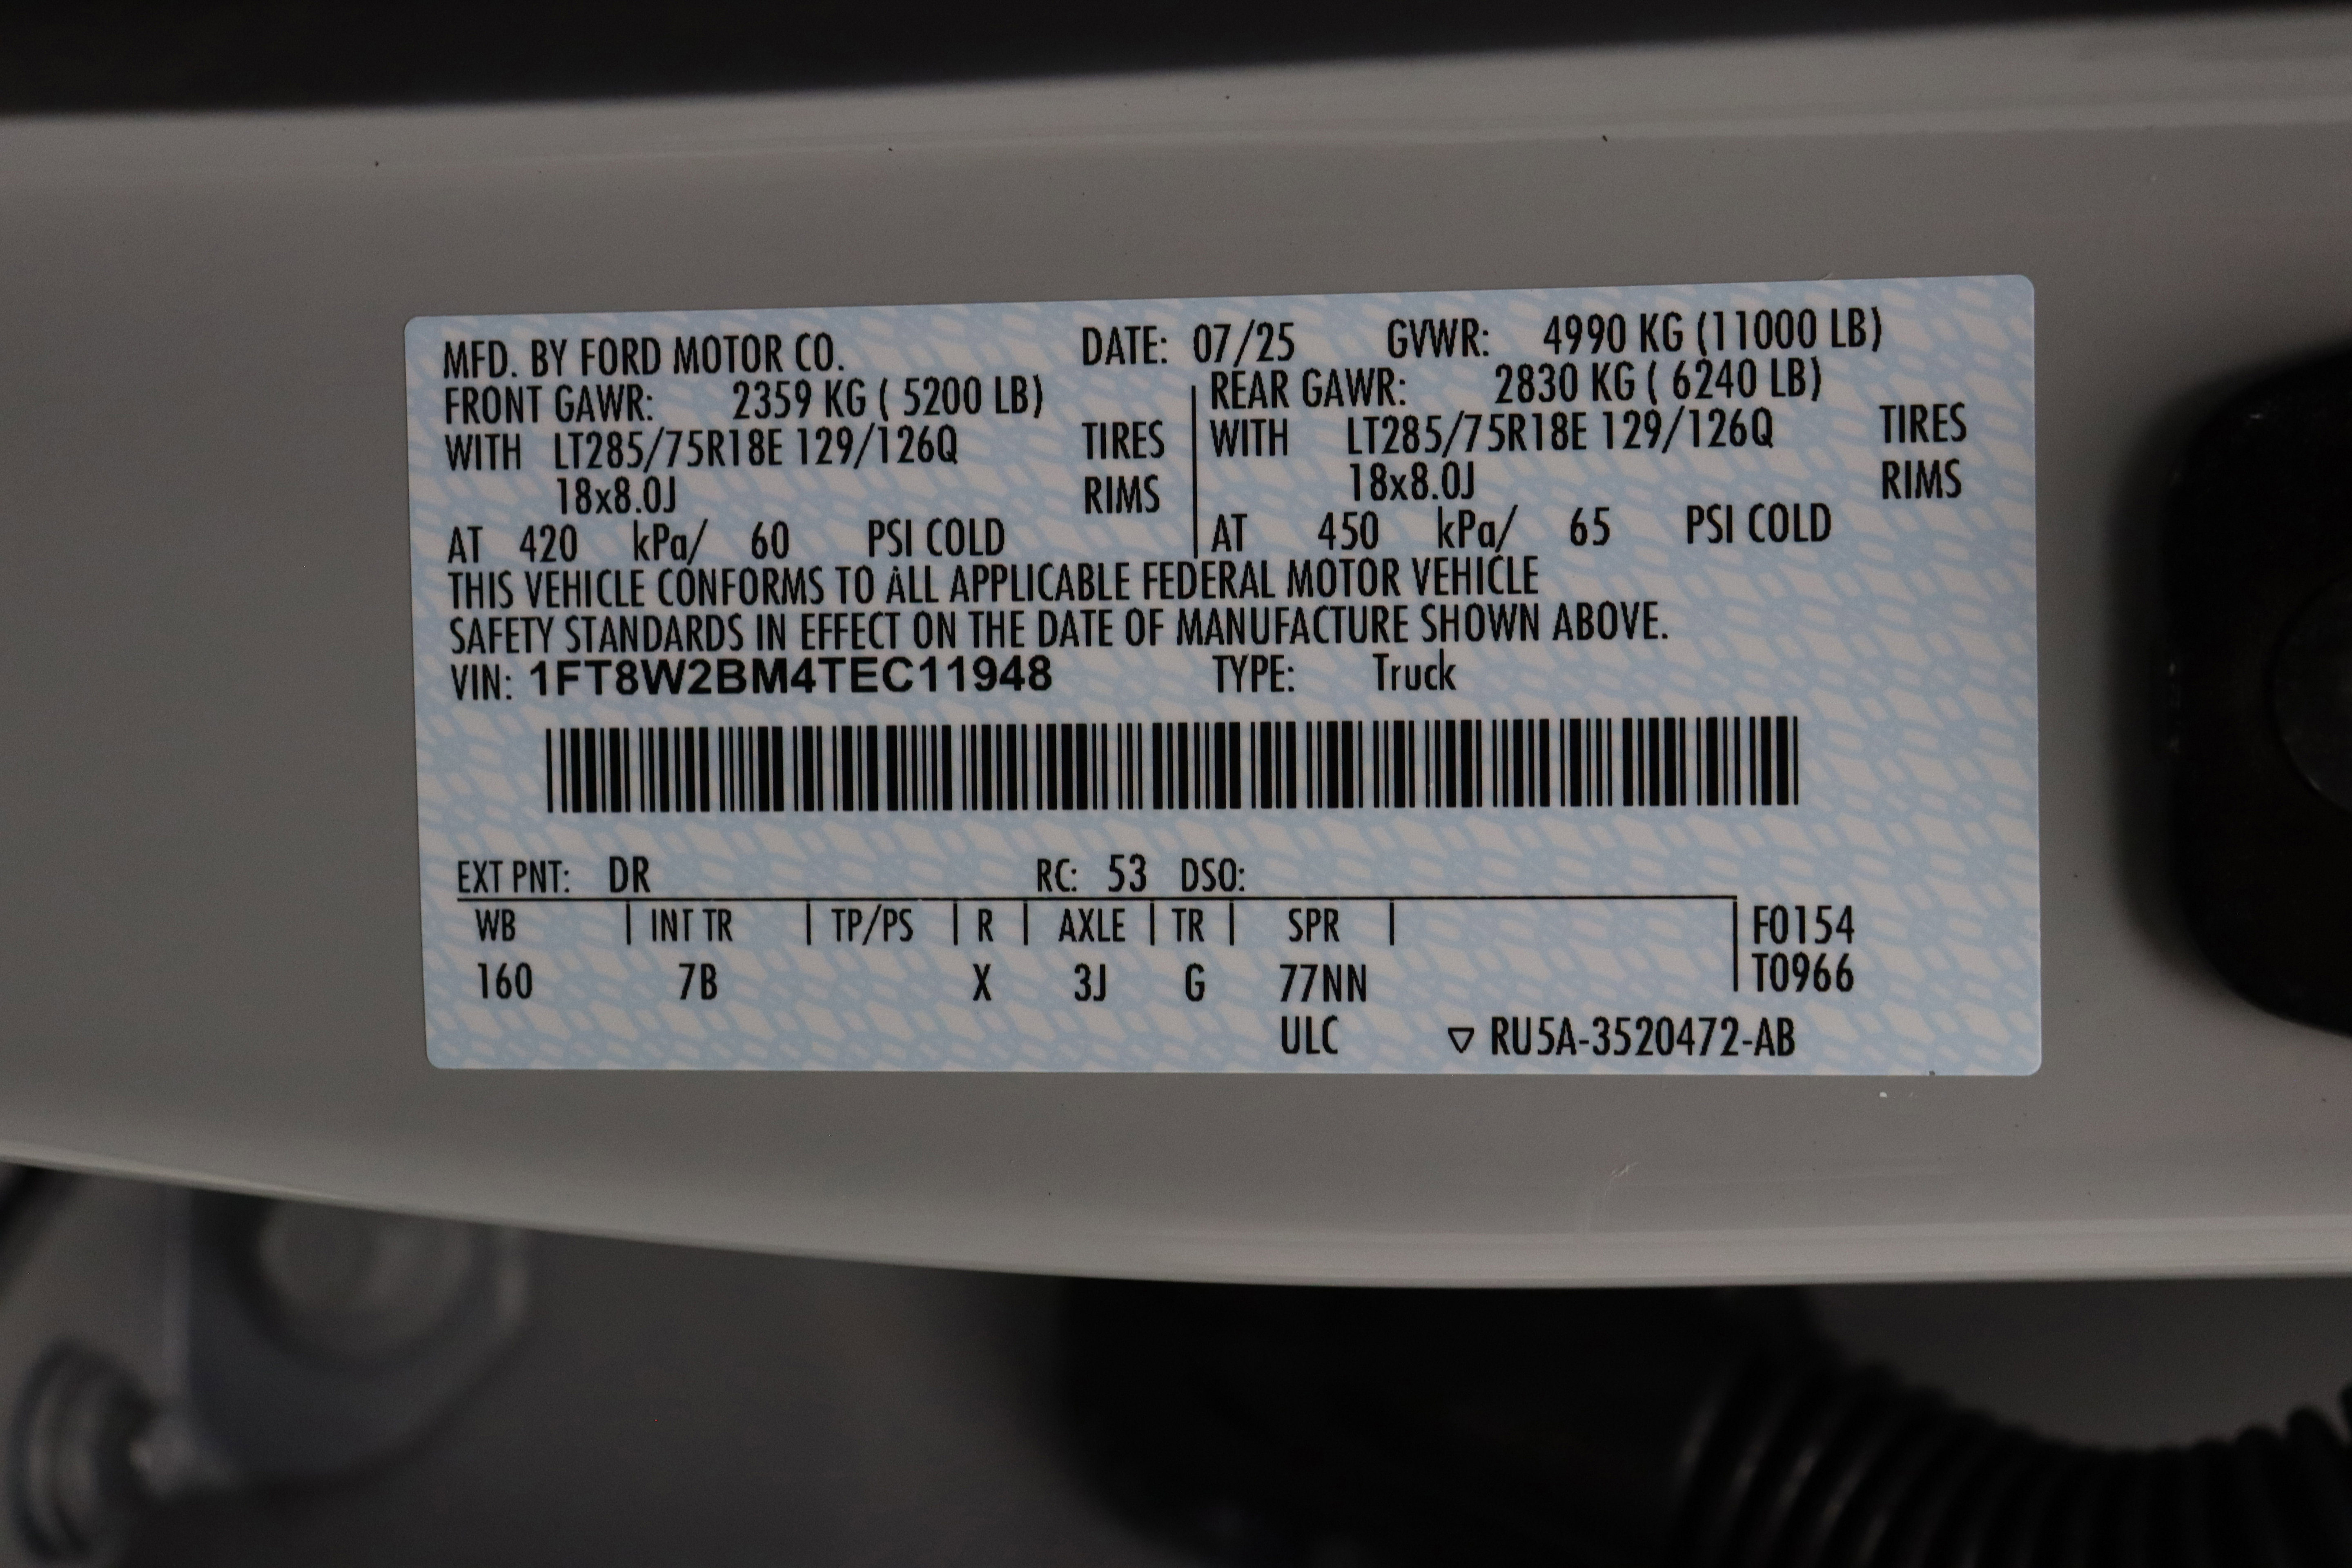 MFD. BY FORD MOTOR CO. DATE: 07/25 GVWR: 4990 KG (11000 LB)
FRONT GAWR: 2359 KG ( 5200 LB) REAR GAWR: 2830 KG ( 6240 LB)
WITH LT285/75R18E 129/126Q TIRES WITH LT285/75R18E 129/126Q TIRES
18x8.0J RIMS 18x8.0J RIMS
AT 420 kPa/ 60 PSI COLD AT 450 kPa/ 65 PSI COLD
THIS VEHICLE CONFORMS TO ALL APPLICABLE FEDERAL MOTOR VEHICLE
SAFETY STANDARDS IN EFFECT ON THE DATE OF MANUFACTURE SHOWN ABOVE.
VIN: 1FT8W2BM4TEC11948 TYPE: Truck
EXT PNT: DR RC: 53 DSO:
WB | INT TR | TP/PS | R | AXLE | TR | SPR | F0154
160 7B X 3J G 77NN T0966
ULC ▽ RU5A-3520472-AB